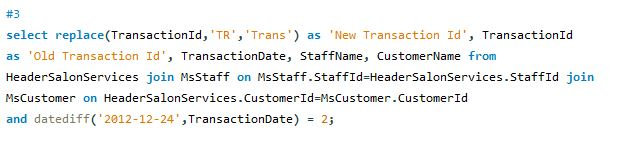 #3
select replace(TransactionId,'TR','Trans') as 'New Transaction Id', TransactionId
as 'Old Transaction Id', TransactionDate, StaffName, CustomerName from
HeaderSalonServices join MsStaff on MsStaff.StaffId=HeaderSalonServices.StaffId join
MsCustomer on HeaderSalonServices.CustomerId=MsCustomer.CustomerId
and datediff('2012-12-24',TransactionDate) = 2;